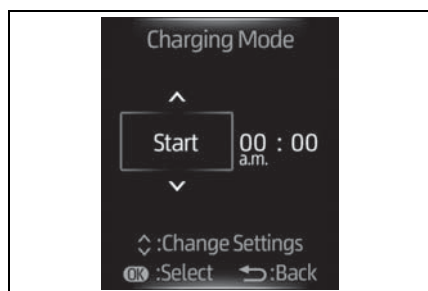 Charging Mode
Start 00 : 00
a.m.
:Change Settings
OK :Select :Back